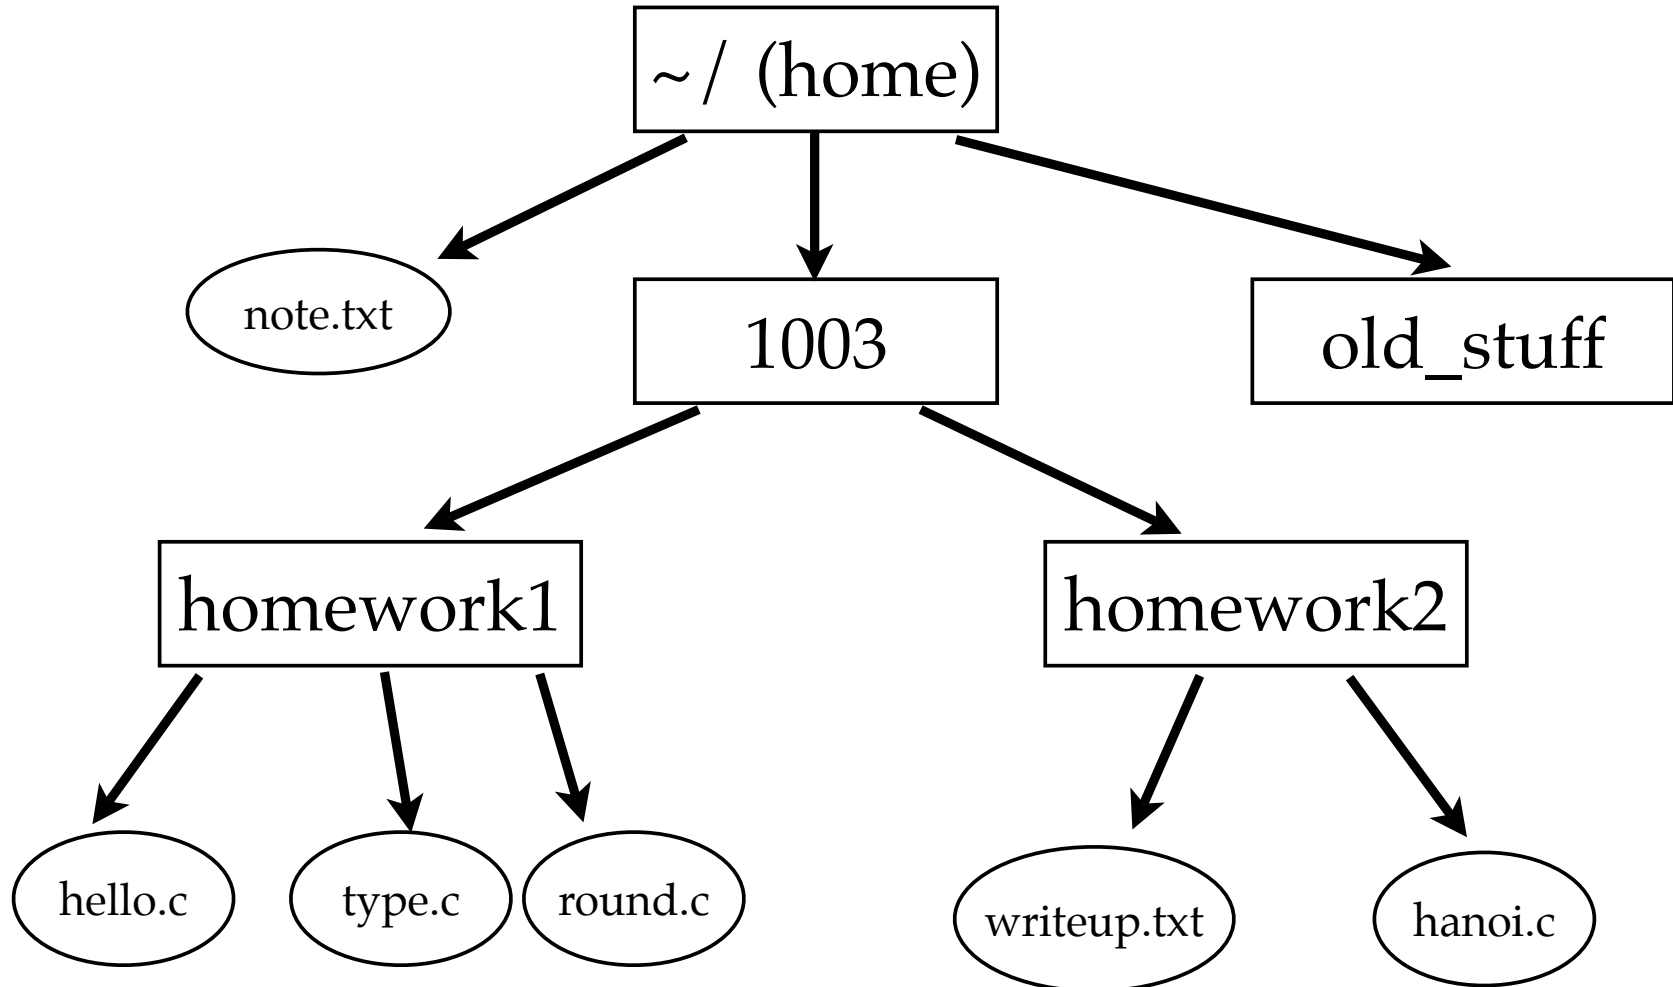 ~/ (home)
note.txt
1003
old_stuff
homework1
homework2
hello.c
type.c
round.c
writeup.txt
hanoi.c